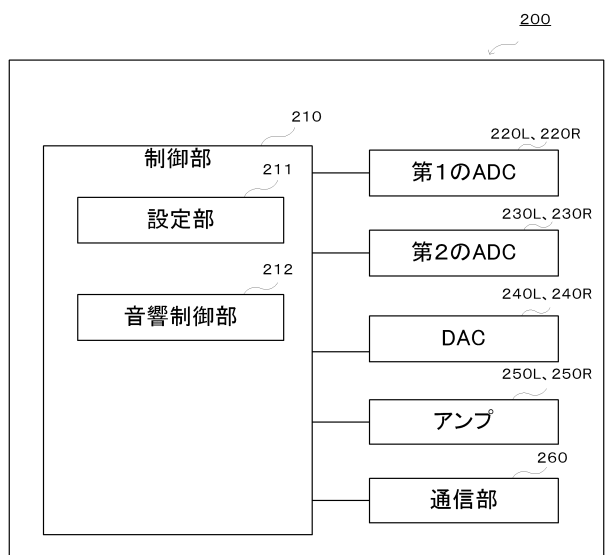 200
210
制御部
211
設定部
212
音響制御部
220L、220R
第1のADC
230L、230R
第2のADC
240L、240R
DAC
250L、250R
アンプ
260
通信部